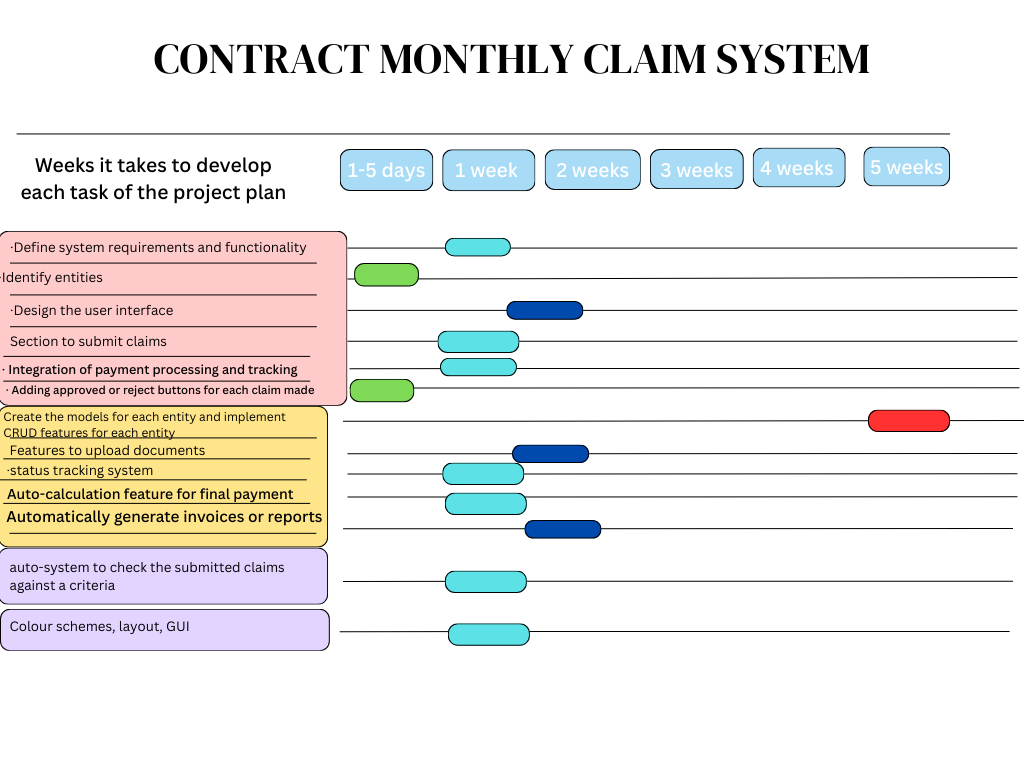 CONTRACT MONTHLY CLAIM SYSTEM
Weeks it takes to develop
each task of the project plan
1-5 days
1 week
2 weeks
3 weeks
4 weeks
5 weeks
·Define system requirements and functionality
·Identify entities
·Design the user interface
Section to submit claims
· Integration of payment processing and tracking
· Adding approved or reject buttons for each claim made
Create the models for each entity and implement
CRUD features for each entity
Features to upload documents
·status tracking system
Auto-calculation feature for final payment
Automatically generate invoices or reports
auto-system to check the submitted claims
against a criteria
Colour schemes, layout, GUI